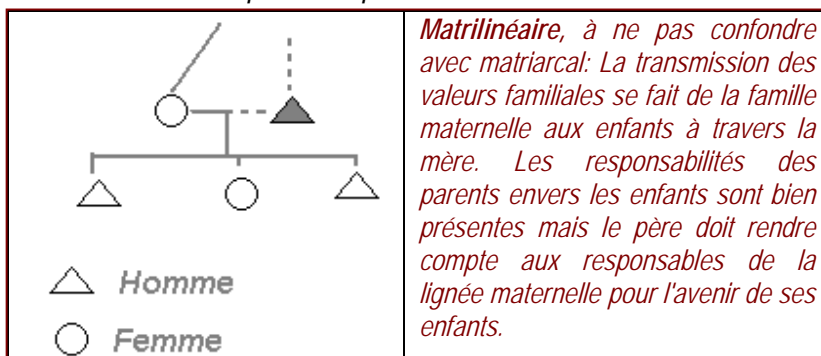 Matrilinéaire, à ne pas confondre
avec matriarcal: La transmission des
valeurs familiales se fait de la famille
maternelle aux enfants à travers la
mère. Les responsabilités des
parents envers les enfants sont bien
présentes mais le père doit rendre
compte aux responsables de la
lignée maternelle pour l'avenir de ses
enfants.
Homme
Femme